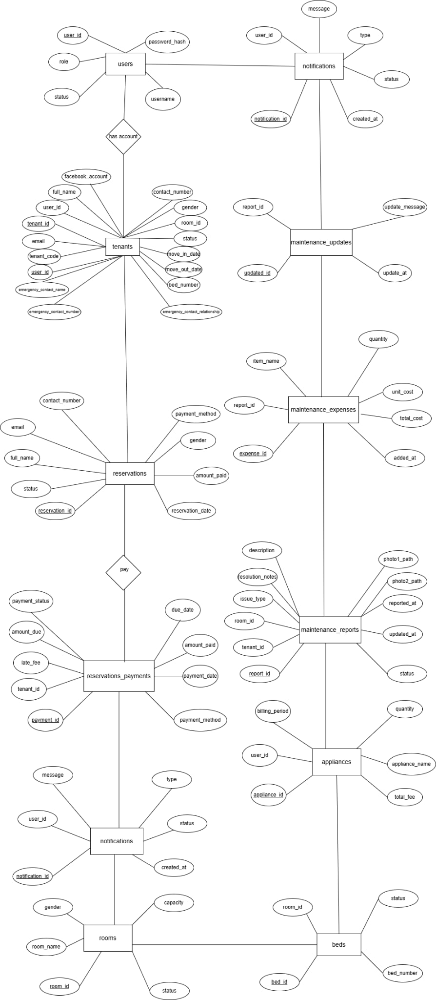 message
user_id
type
user_id
password_hash
role
users
notifications
status
status
username
notification_id
created_at
has account
facebook_account
full_name
contact_number
user_id
gender
report_id
update_message
tenant_id
room_id
email
status
tenants
maintenance_updates
tenant_code
move_in_date
user_id
move_out_date
updated_id
update_at
emergency_contact_name
bed_number
emergency_contact_number
emergency_contact_relationship
quantity
item_name
unit_cost
contact_number
report_id
maintenance_expenses
payment_method
total_cost
email
gender
full_name
expense_id
added_at
reservations
amount_paid
status
reservation_id
reservation_date
description
photo1_path
pay
resolution_notes
photo2_path
payment_status
issue_type
reported_at
due_date
room_id
maintenance_reports
amount_due
updated_at
amount_paid
tenant_id
late_fee
reservations_payments
payment_date
report_id
status
tenant_id
billing_period
quantity
payment_id
payment_method
user_id
appliances
appliance_name
message
type
appliance_id
total_fee
user_id
status
notifications
notification_id
created_at
gender
capacity
room_id
status
rooms
room_name
beds
bed_number
room_id
status
bed_id